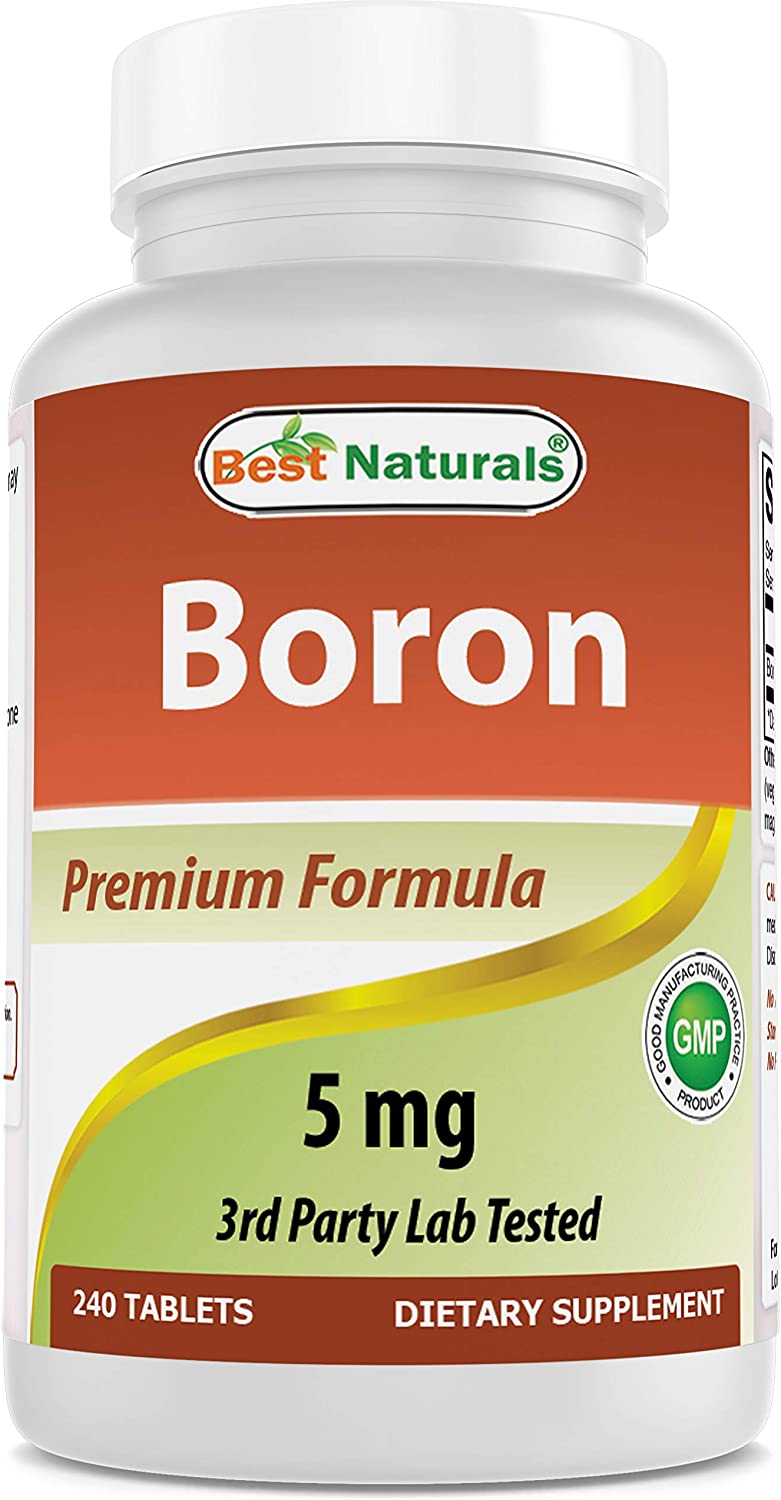 Best Naturals®
Boron
Premium Formula
GOOD MANUFACTURING PRACTICE
GMP
PRODUCT
5 mg
3rd Party Lab Tested
240 TABLETS
DIETARY SUPPLEMENT